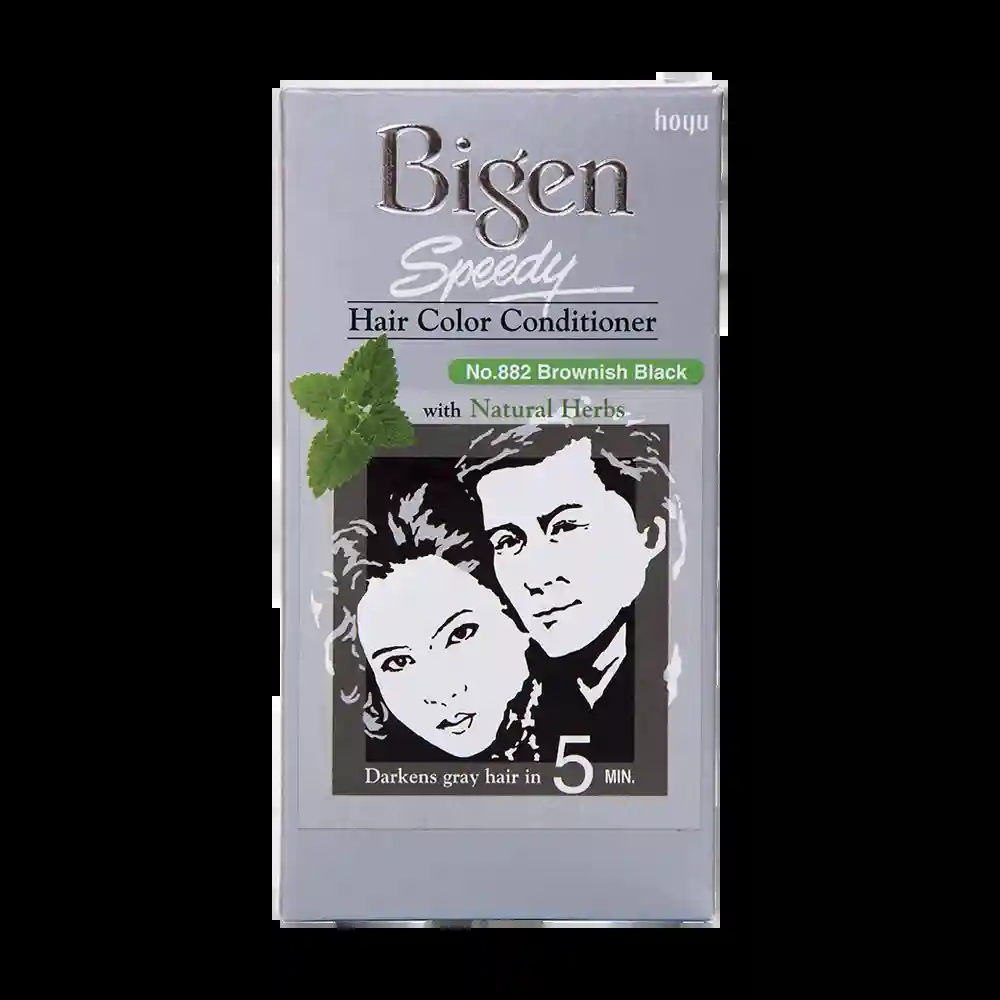 hoyu
Bigen
Speedy
Hair Color Conditioner
No.882 Brownish Black
with Natural Herbs
Darkens gray hair in 5 MIN.